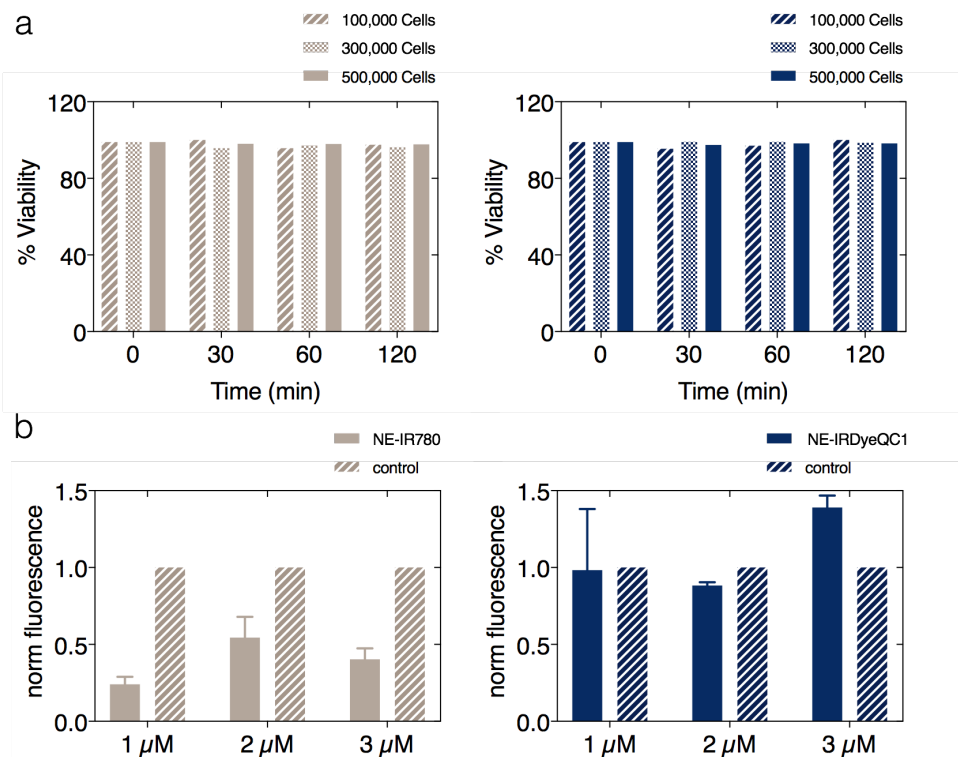 a
100,000 Cells
300,000 Cells
500,000 Cells
120
80
40
0
% Viability
0 30 60 120
Time (min)
100,000 Cells
300,000 Cells
500,000 Cells
120
80
40
0
% Viability
0 30 60 120
Time (min)
b
NE-IR780
control
1.5
1.0
0.5
0.0
norm fluorescence
1 µM 2 µM 3 µM
NE-IRDyeQC1
control
1.5
1.0
0.5
0.0
norm fluorescence
1 µM 2 µM 3 µM